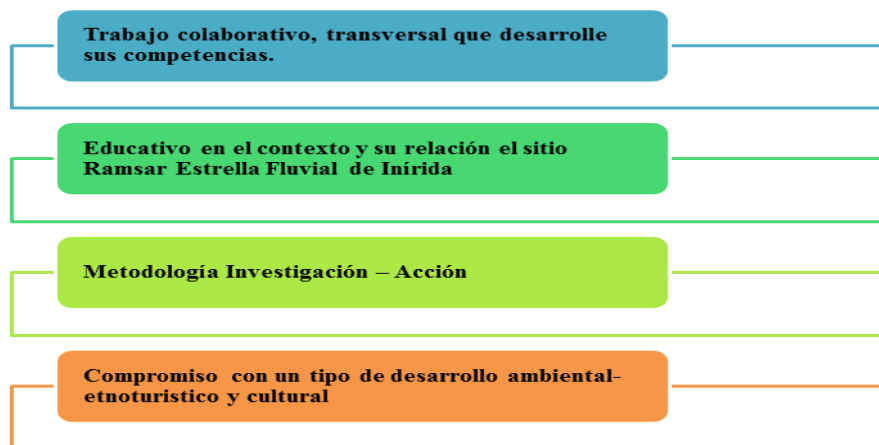 Trabajo colaborativo, transversal que desarrolle
sus competencias.
Educativo en el contexto y su relación el sitio
Ramsar Estrella Fluvial de Inírida
Metodología Investigación – Acción
Compromiso con un tipo de desarrollo ambiental-
etnoturistico y cultural